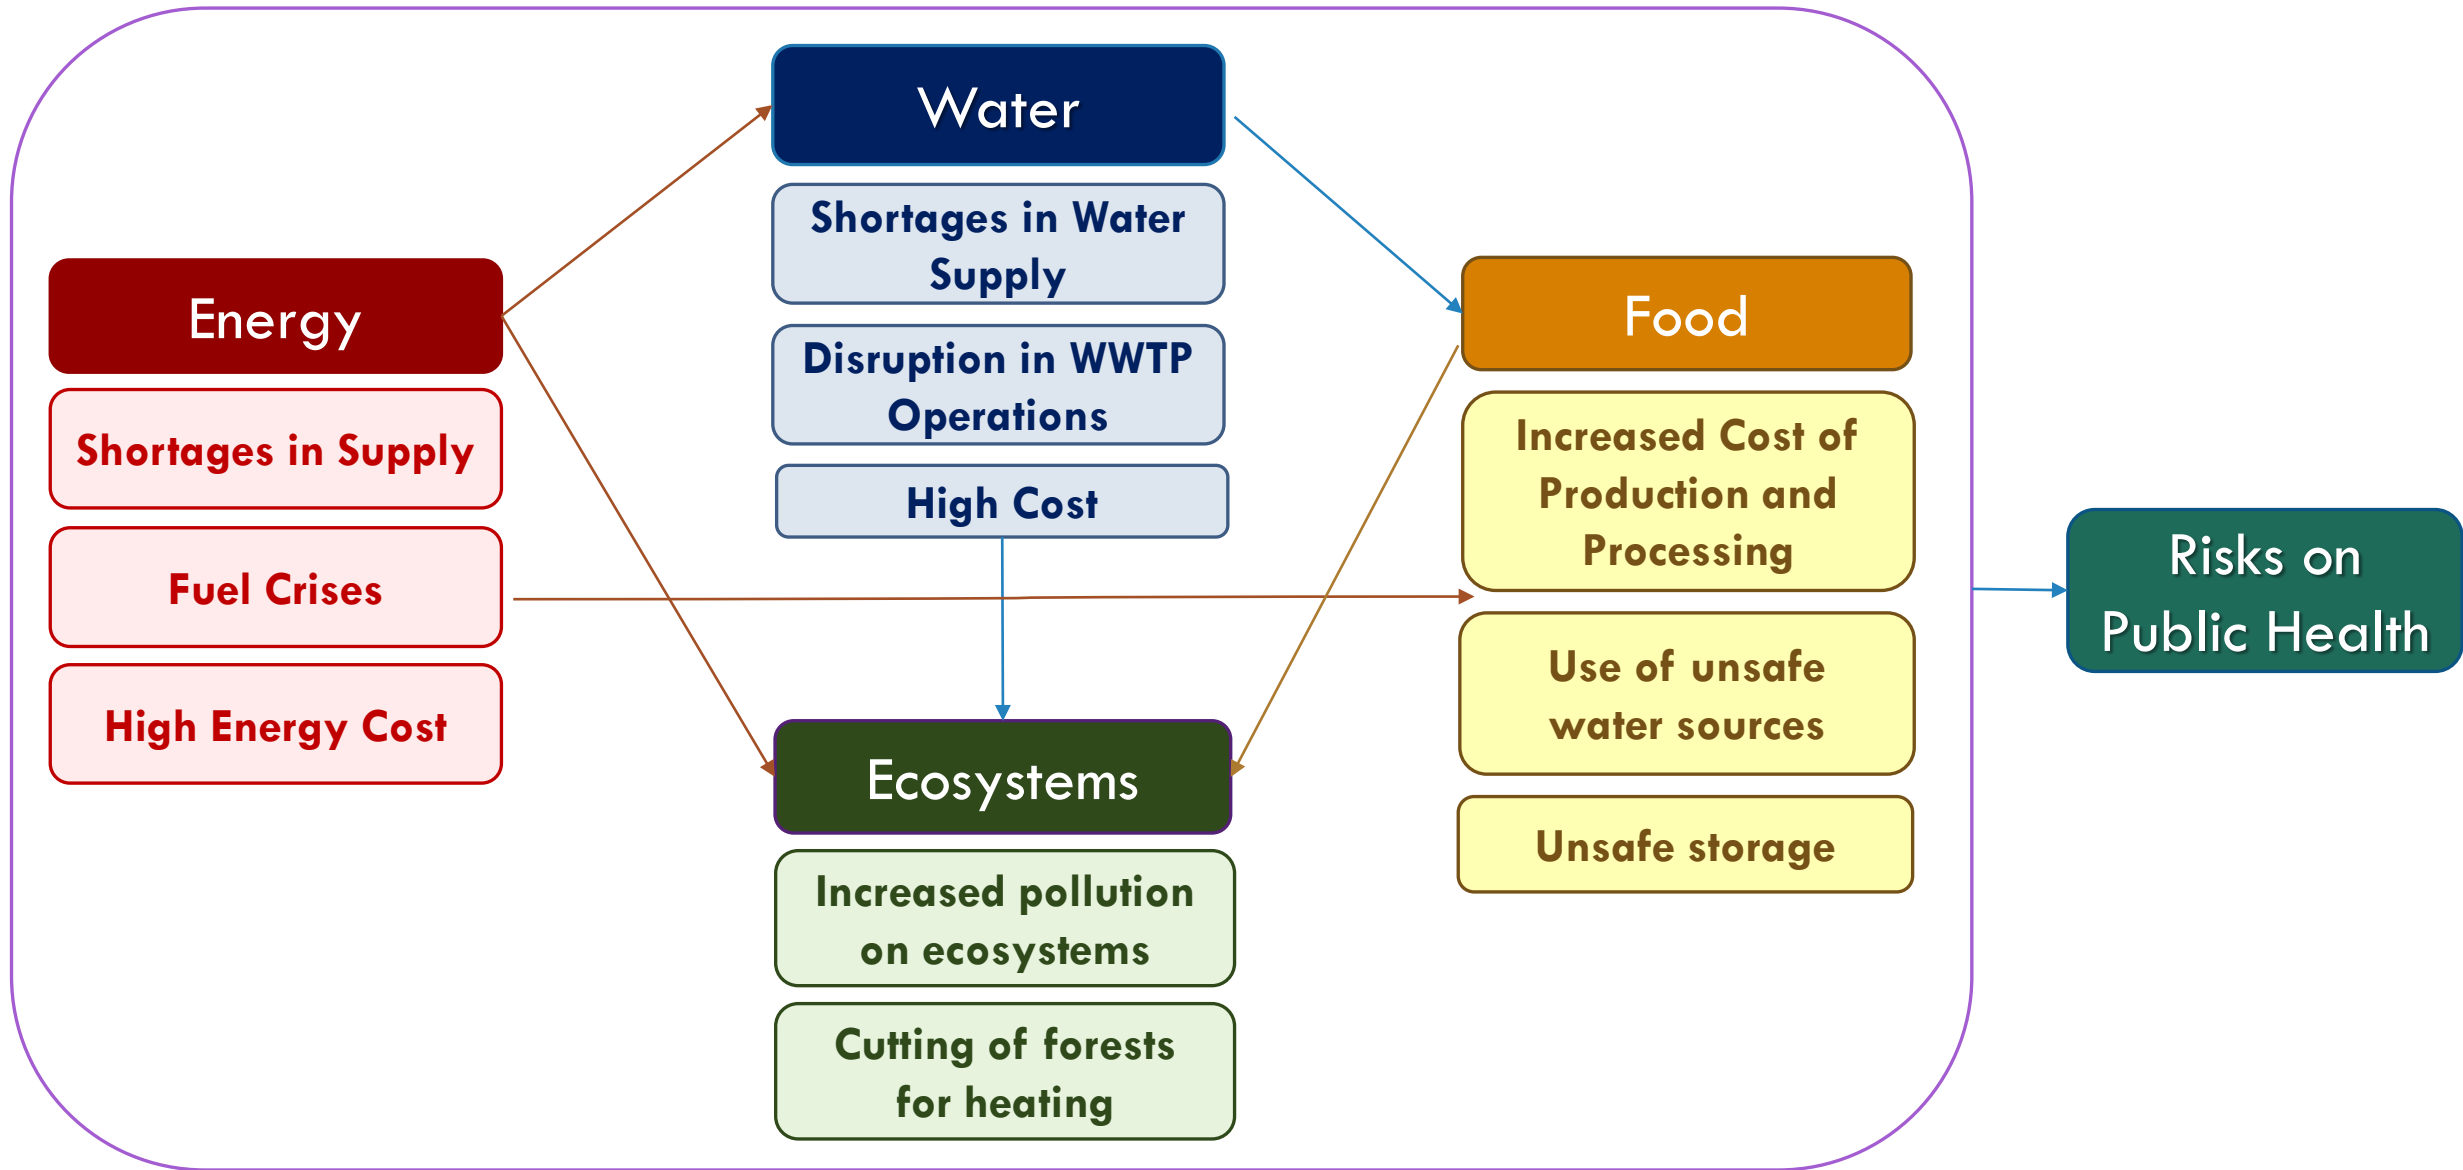 Energy
Shortages in Supply
Fuel Crises
High Energy Cost
Water
Shortages in Water
Supply
Disruption in WWTP
Operations
High Cost
Ecosystems
Increased pollution
on ecosystems
Cutting of forests
for heating
Food
Increased Cost of
Production and
Processing
Use of unsafe
water sources
Unsafe storage
Risks on
Public Health